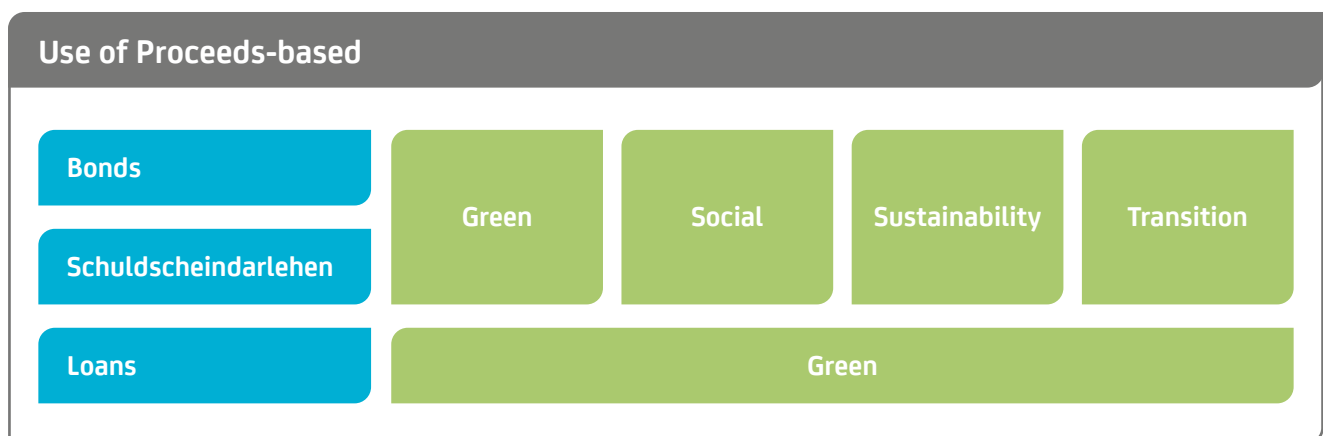 Use of Proceeds-based
Bonds
Schuldscheindarlehen
Green
Social
Sustainability
Transition
Loans
Green